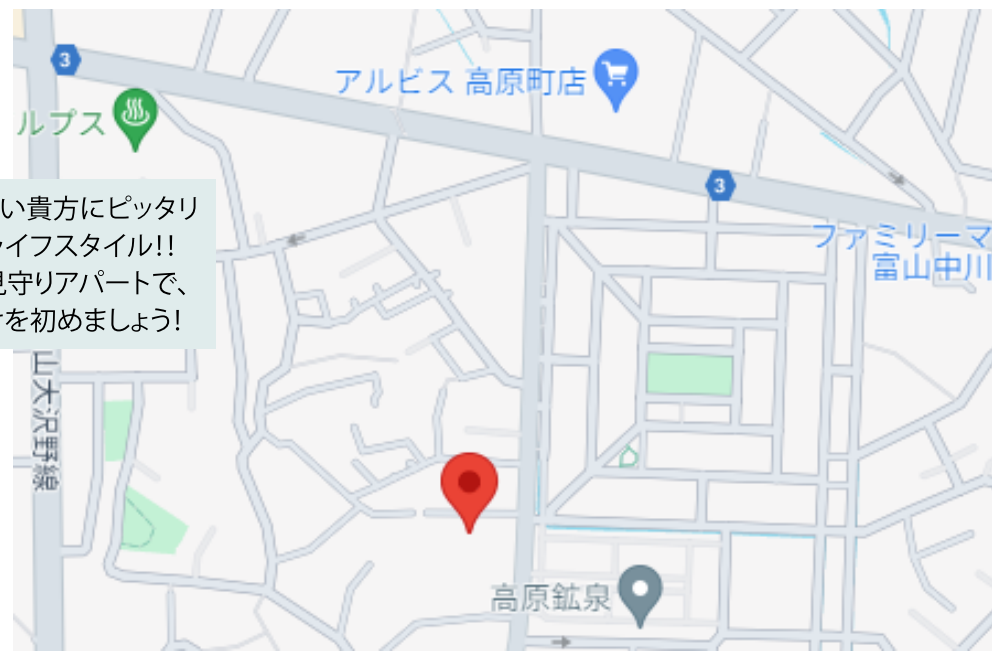 3
アルビス 高原町店
ルプス
3
い貴方にピッタリ
イフスタイル!!
守りアパートで、
を初めましょう!
ファミリーマ
富山中川
山大沢野線
高原鉱泉